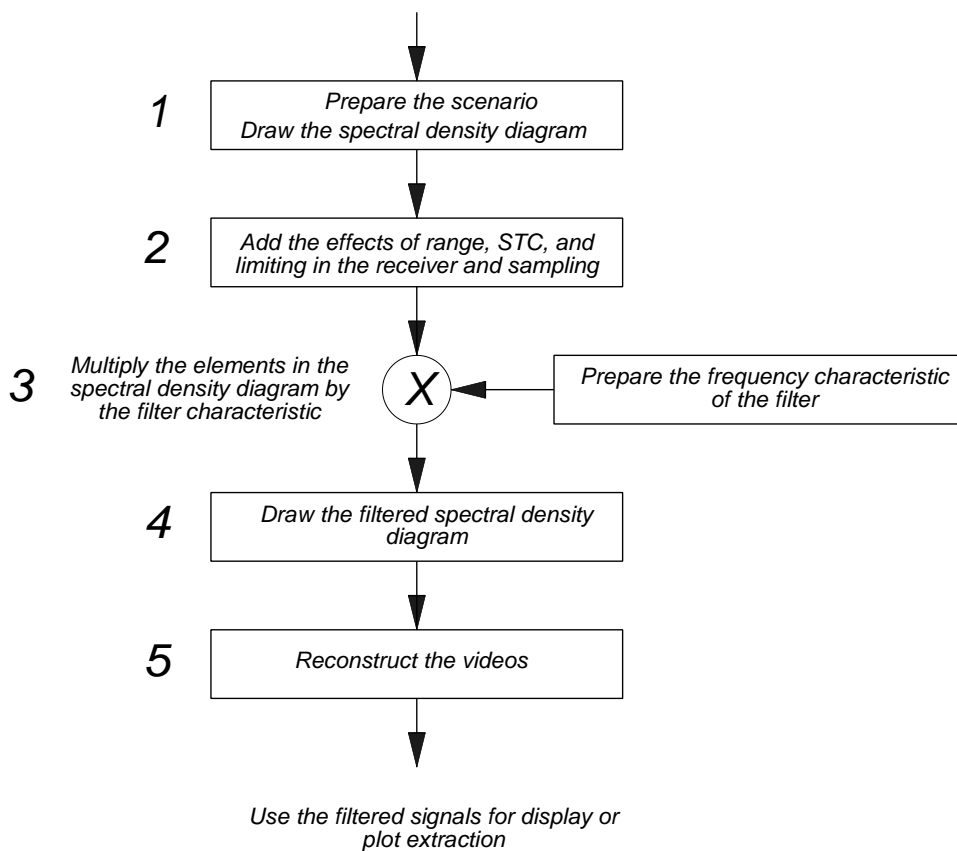 1
Prepare the scenario
Draw the spectral density diagram
2
Add the effects of range, STC, and
limiting in the receiver and sampling
3
Multiply the elements in the
spectral density diagram by
the filter characteristic
X
Prepare the frequency characteristic
of the filter
4
Draw the filtered spectral density
diagram
5
Reconstruct the videos
Use the filtered signals for display or
plot extraction